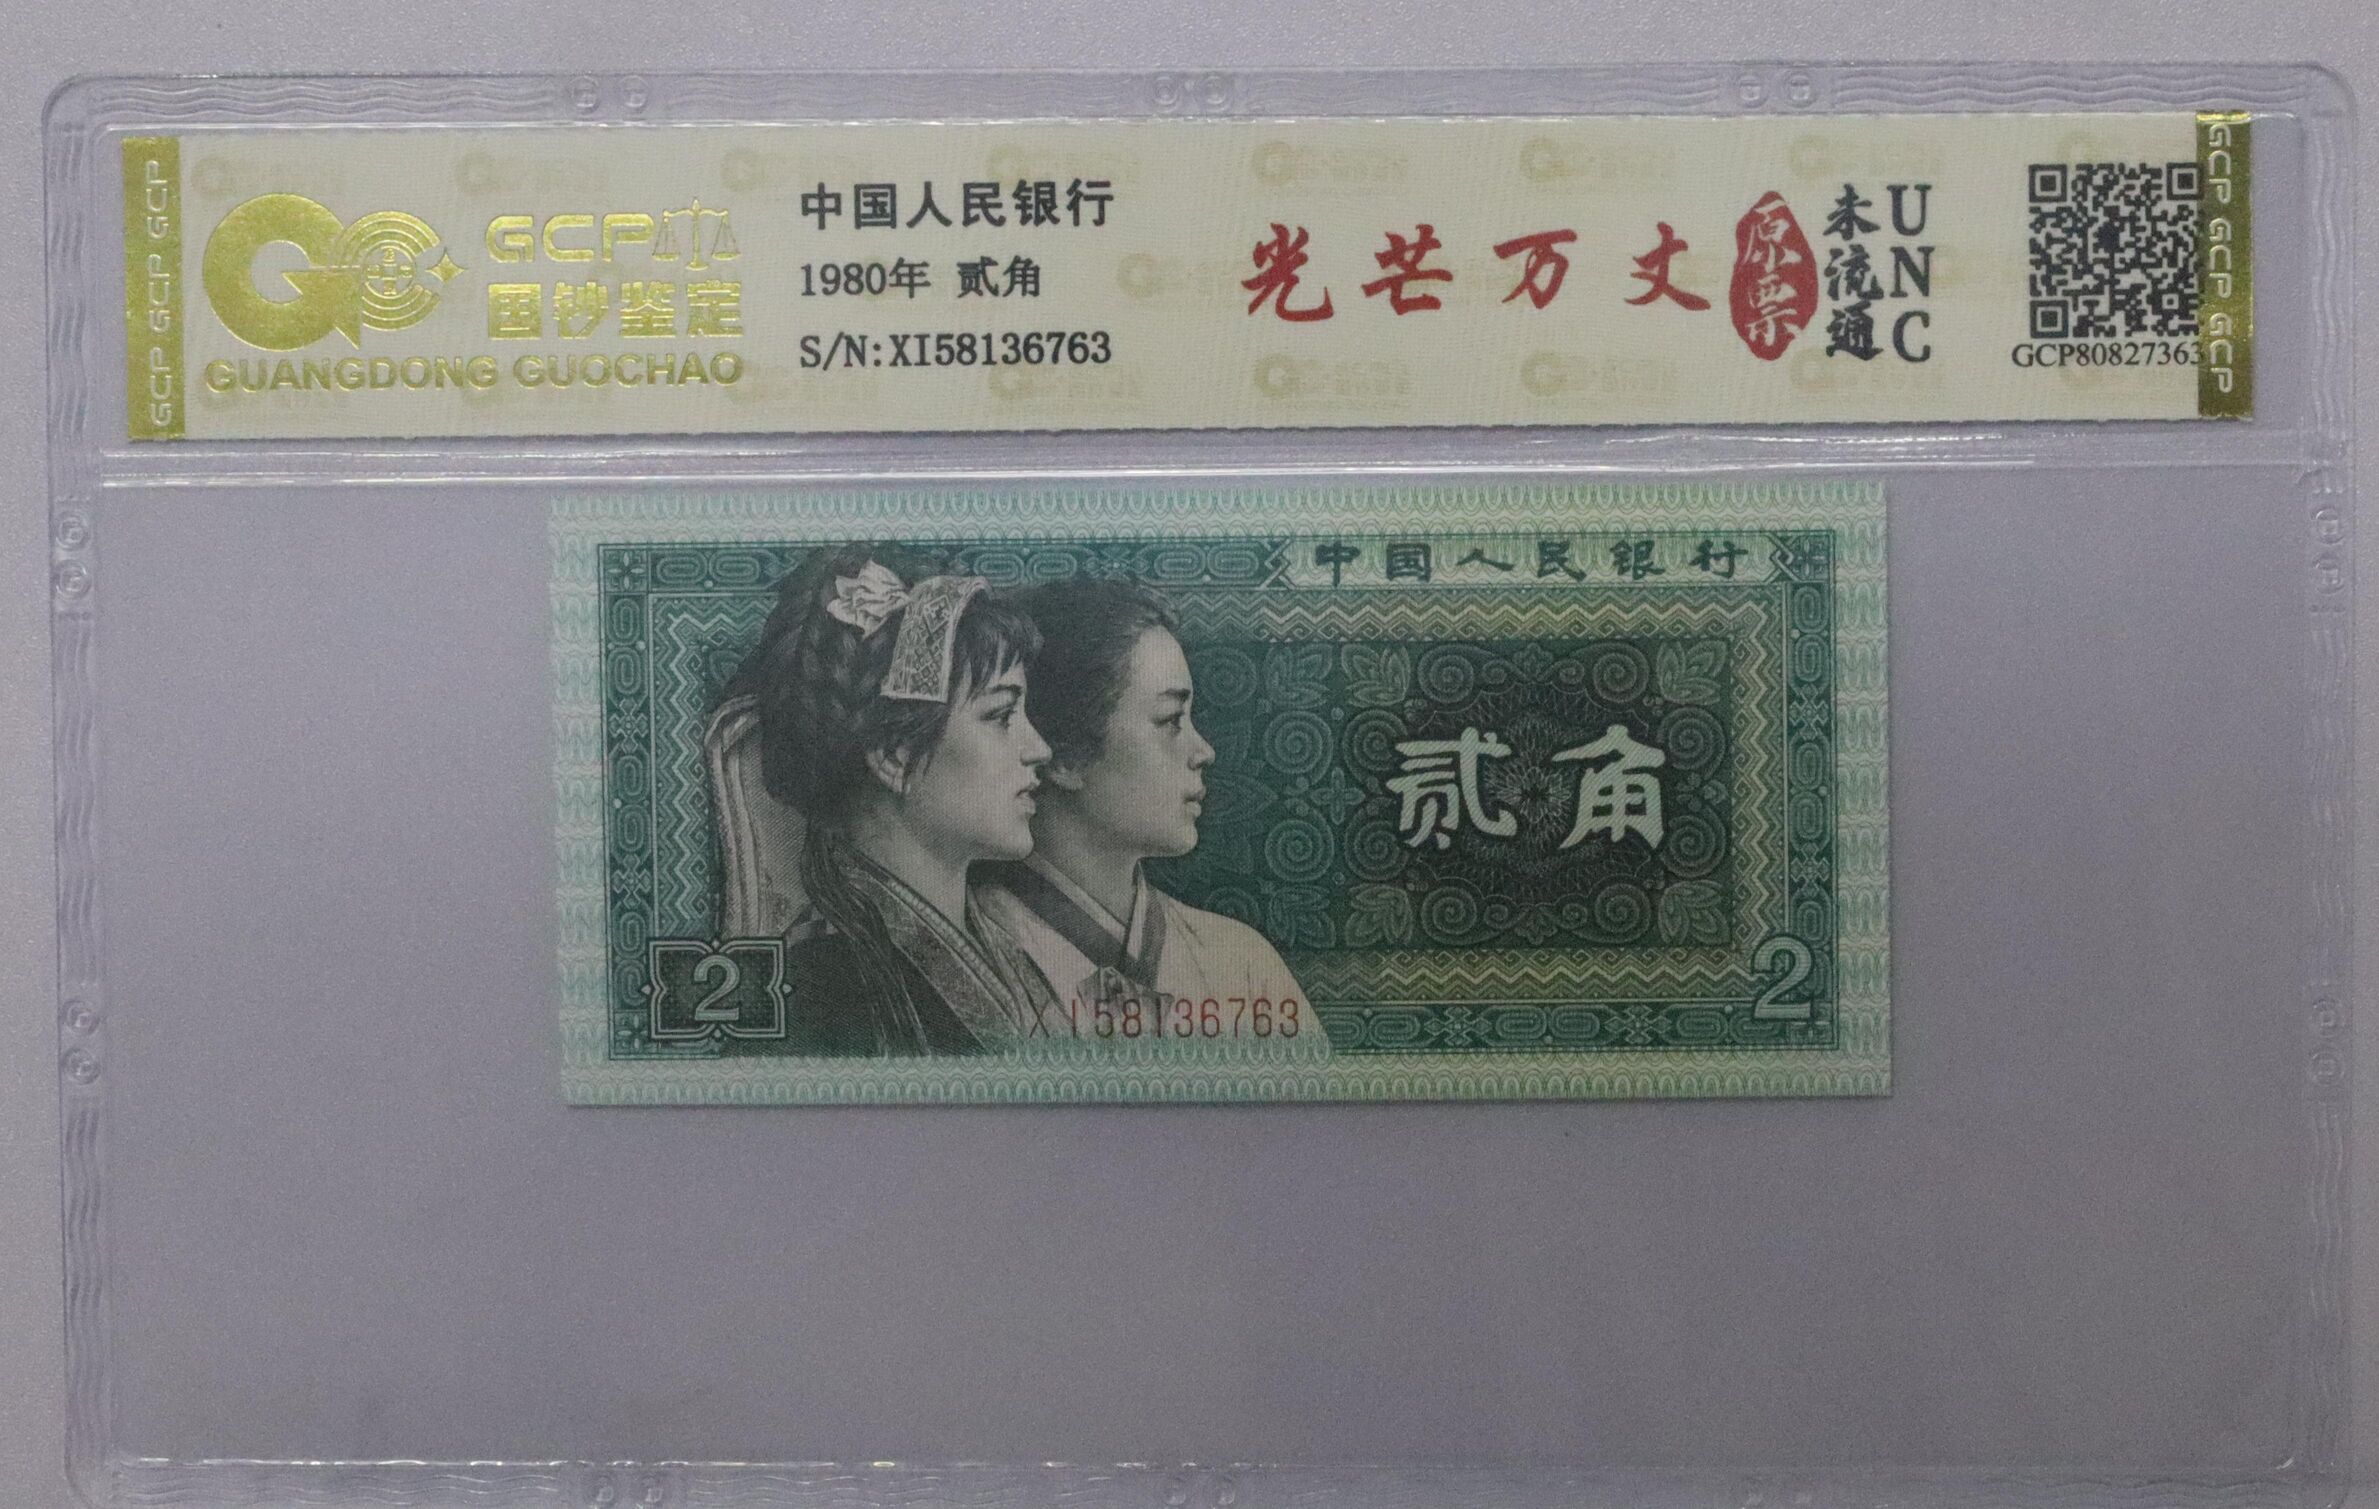 GCP GCP GCP
GCP
国钞鉴定
GUANGDONG GUOCHAO
中国人民银行
1980年 贰角
S/N:XI58136763
光芒万丈
原票
未流通
UNC
GCP80827363
GCP GCP GCP
中国人民银行
贰角
2
2
XI58136763